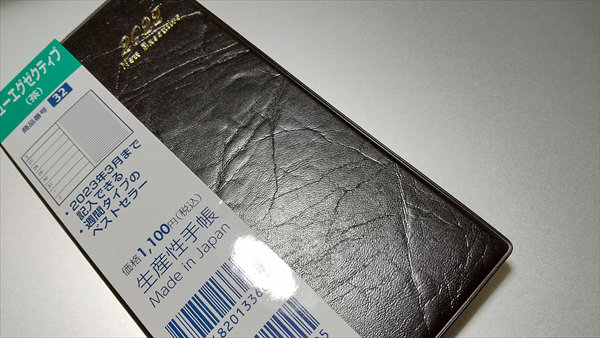 2022
New Executive
ューエグゼクティブ
(茶)
商品番号 32
・2023年3月まで
記入できる
・週間タイプの
ベストセラー
価格1,100円(税込)
生産性手帳
Made in Japan